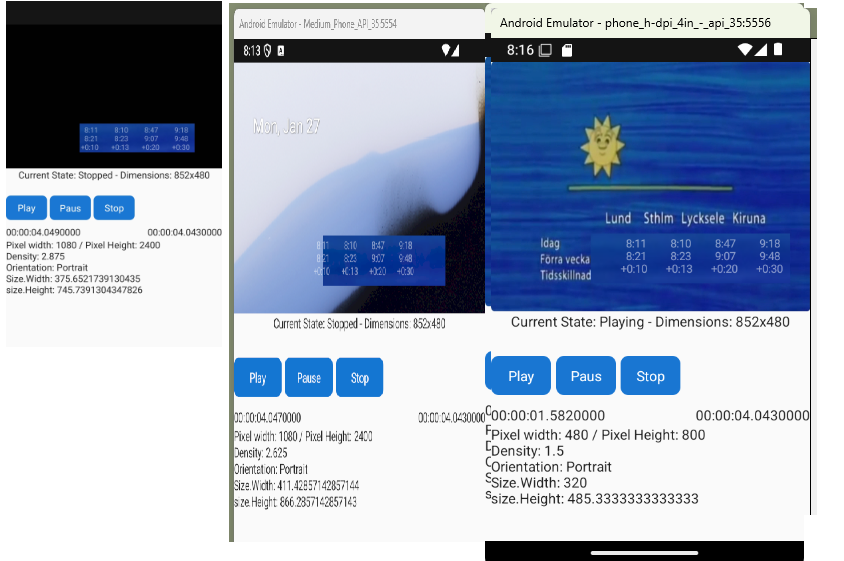 8:11 8:10 8:47 9:18
8:21 8:23 9:07 9:48
+0:10 +0:13 +0:20 +0:30
Current State: Stopped - Dimensions: 852x480
Play Paus Stop
00:00:04.0490000 00:00:04.0430000
Pixel width: 1080 / Pixel Height: 2400
Density: 2.875
Orientation: Portrait
Size.Width: 375.6521739130435
size.Height: 745.7391304347826
Android Emulator - Medium_Phone_API_35:5554
8:13
Mon, Jan 27
8:11 8:10 8:47 9:18
8:21 8:23 9:07 9:48
+0:10 +0:13 +0:20 +0:30
Current State: Stopped - Dimensions: 852x480
Play Pause Stop
00:00:04.0470000 00:00:04.0430000
Pixel width: 1080 / Pixel Height: 2400
Density: 2.625
Orientation: Portrait
Size.Width: 411.42857142857144
size.Height: 866.2857142857143
Android Emulator - phone_h-dpi_4in_-_api_35:5556
8:16
Lund Sthlm Lycksele Kiruna
Idag 8:11 8:10 8:47 9:18
Förra vecka 8:21 8:23 9:07 9:48
Tidsskillnad +0:10 +0:13 +0:20 +0:30
Current State: Playing - Dimensions: 852x480
Play Paus Stop
00:00:01.5820000 00:00:04.0430000
Pixel width: 480 / Pixel Height: 800
Density: 1.5
Orientation: Portrait
Size.Width: 320
size.Height: 485.3333333333333